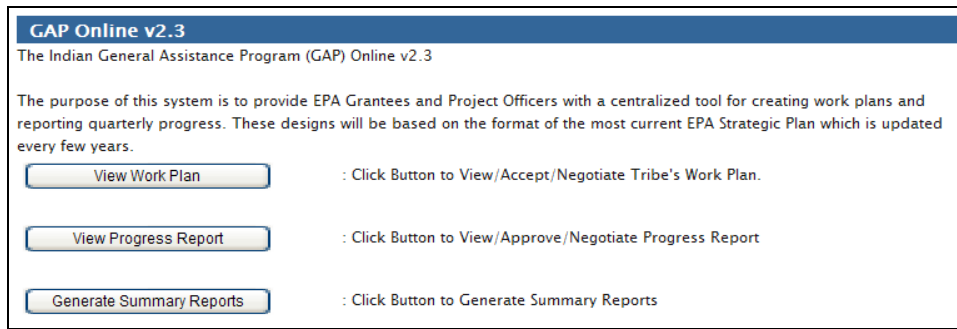 GAP Online v2.3
The Indian General Assistance Program (GAP) Online v2.3
The purpose of this system is to provide EPA Grantees and Project Officers with a centralized tool for creating work plans and
reporting quarterly progress. These designs will be based on the format of the most current EPA Strategic Plan which is updated
every few years.
View Work Plan : Click Button to View/Accept/Negotiate Tribe's Work Plan.
View Progress Report : Click Button to View/Approve/Negotiate Progress Report
Generate Summary Reports : Click Button to Generate Summary Reports